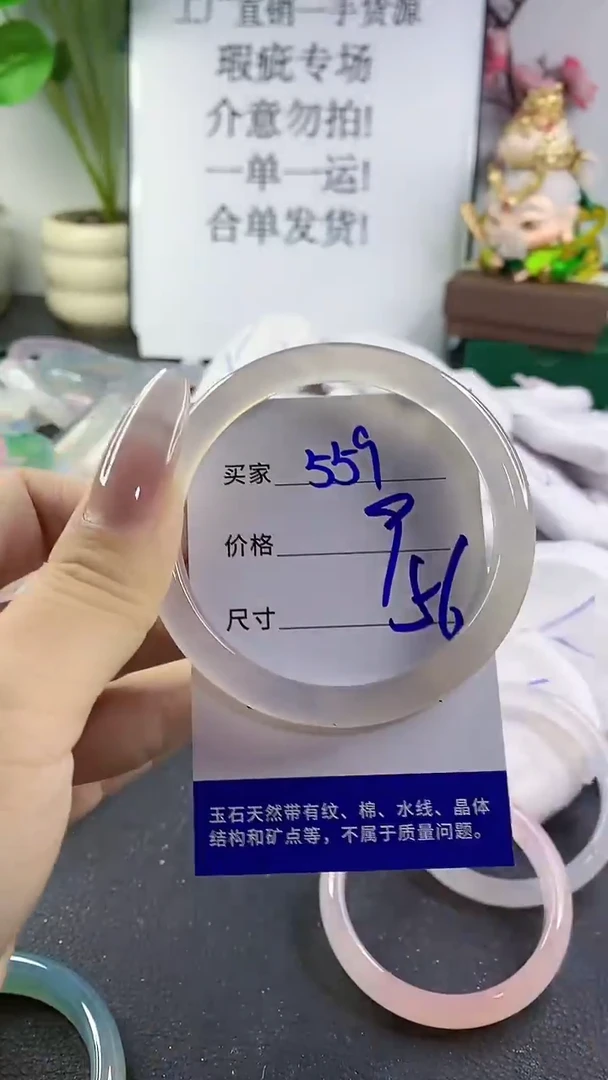 工厂直销一手货源
瑕疵专场
介意勿拍!
一单一运!
合单发货!
买家 559
价格
尺寸 56
玉石天然带有纹、棉、水线、晶体
结构和矿点等，不属于质量问题。